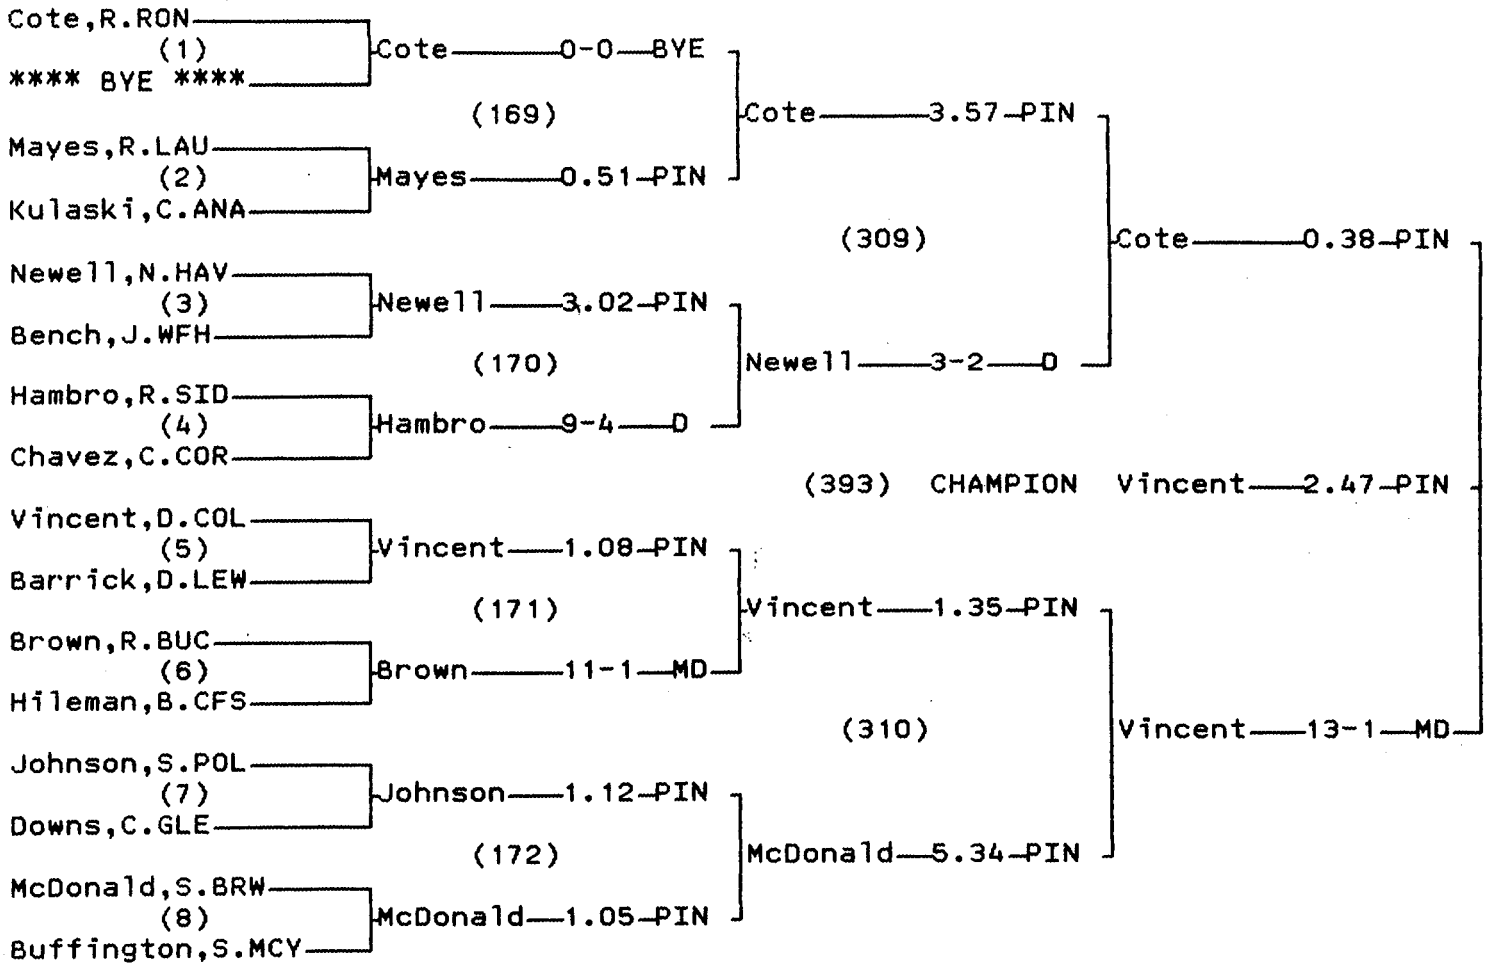 Cote,R.RON
(1) Cote 0-0 BYE
**** BYE ****
(169) Cote 3.57 PIN
Mayes,R.LAU
(2) Mayes 0.51 PIN
Kulaski,C.ANA
(309) Cote 0.38 PIN
Newell,N.HAV
(3) Newell 3.02 PIN
Bench,J.WFH
(170) Newell 3-2 D
Hambro,R.SID
(4) Hambro 9-4 D
Chavez,C.COR
(393) CHAMPION Vincent 2.47 PIN
Vincent,D.COL
(5) Vincent 1.08 PIN
Barrick,D.LEW
(171) Vincent 1.35 PIN
Brown,R.BUC
(6) Brown 11-1 MD
Hileman,B.CFS
(310) Vincent 13-1 MD
Johnson,S.POL
(7) Johnson 1.12 PIN
Downs,C.GLE
(172) McDonald 5.34 PIN
McDonald,S.BRW
(8) McDonald 1.05 PIN
Buffington,S.MCY